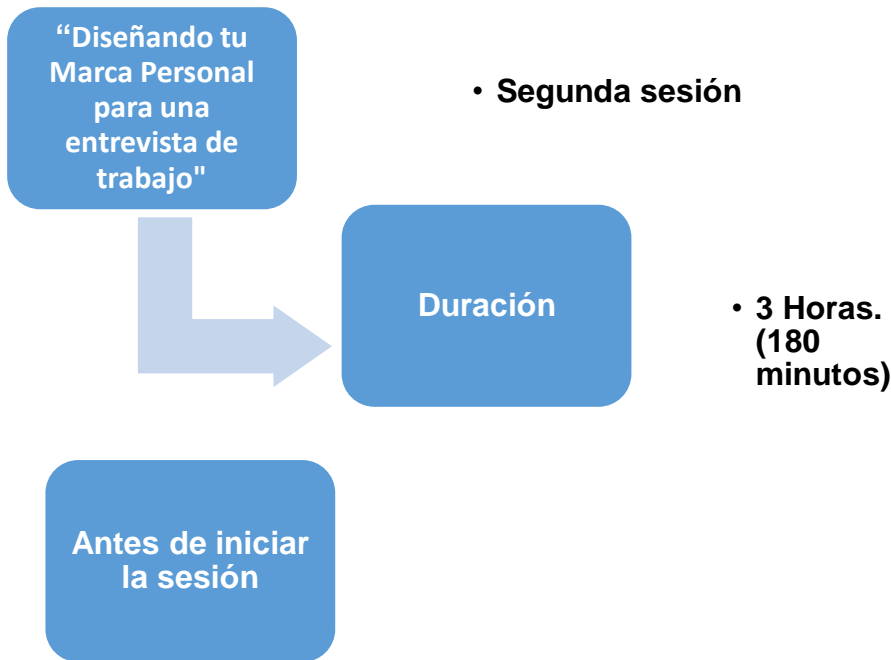 “Diseñando tu
Marca Personal
para una
entrevista de
trabajo"
• Segunda sesión
Duración
• 3 Horas.
(180
minutos)
Antes de iniciar
la sesión